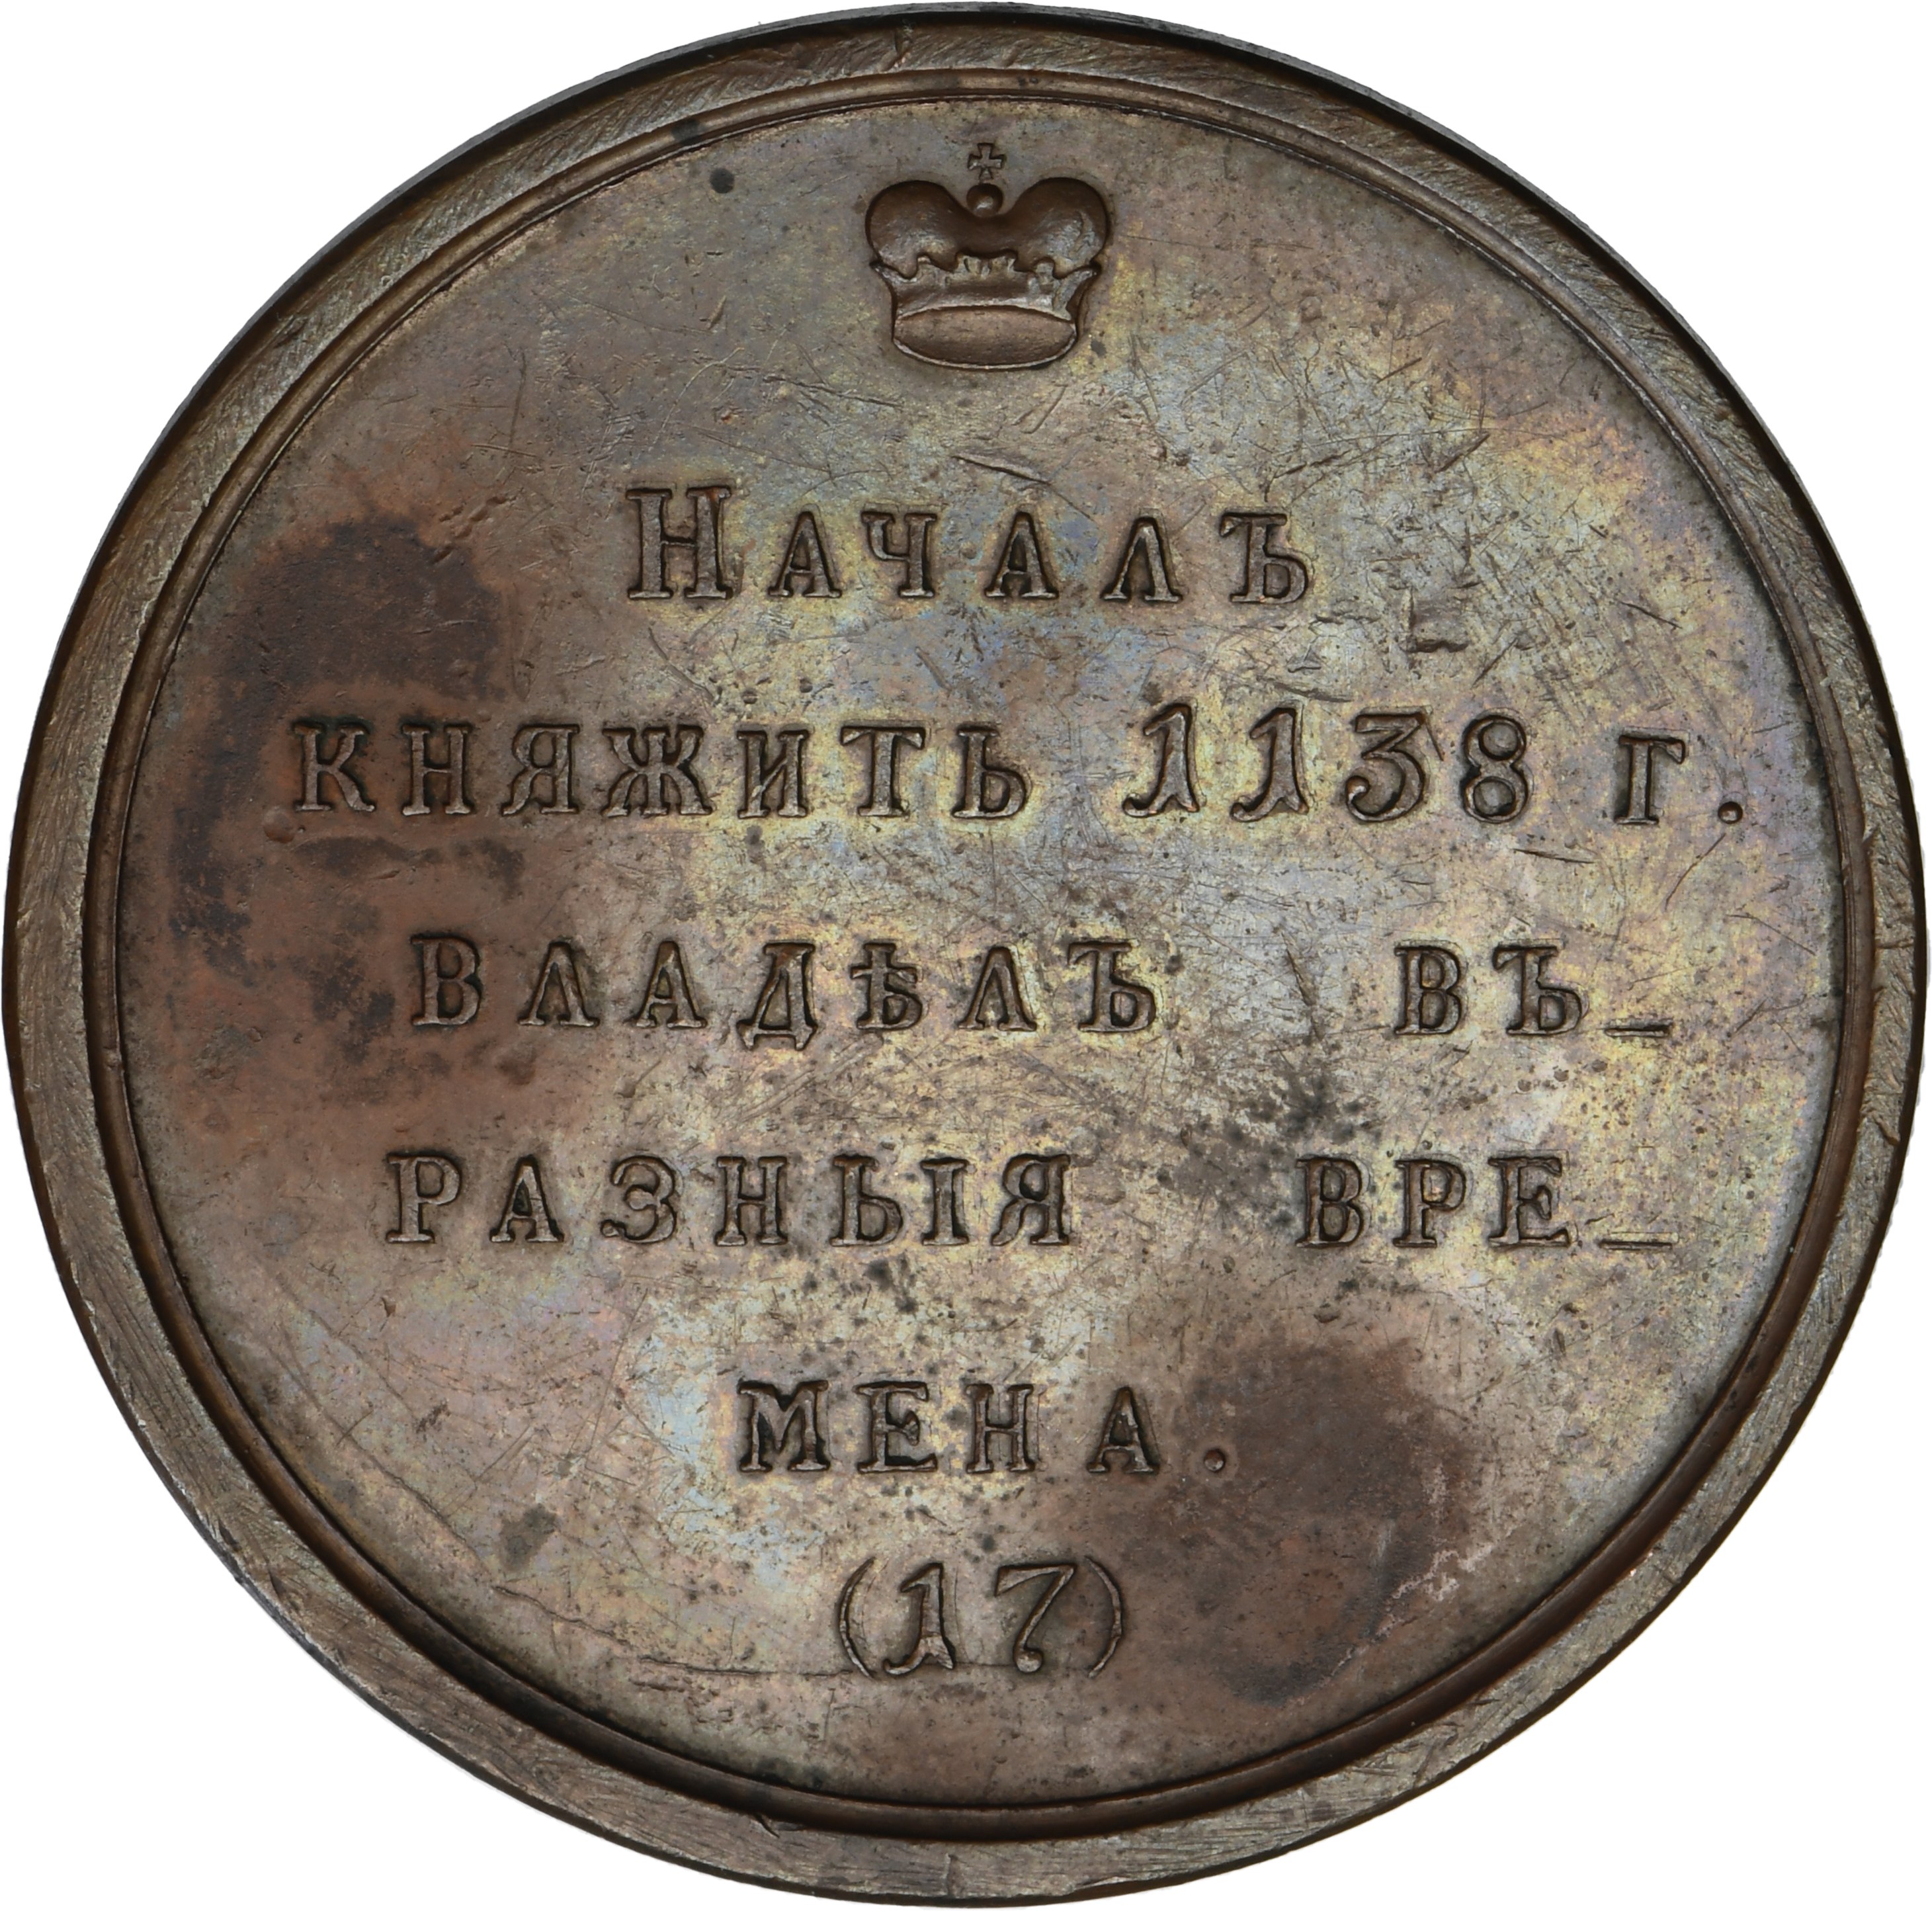 Началъ
княжить 1138 г.
владѣлъ въ_
разныя вре_
мена.
(17)